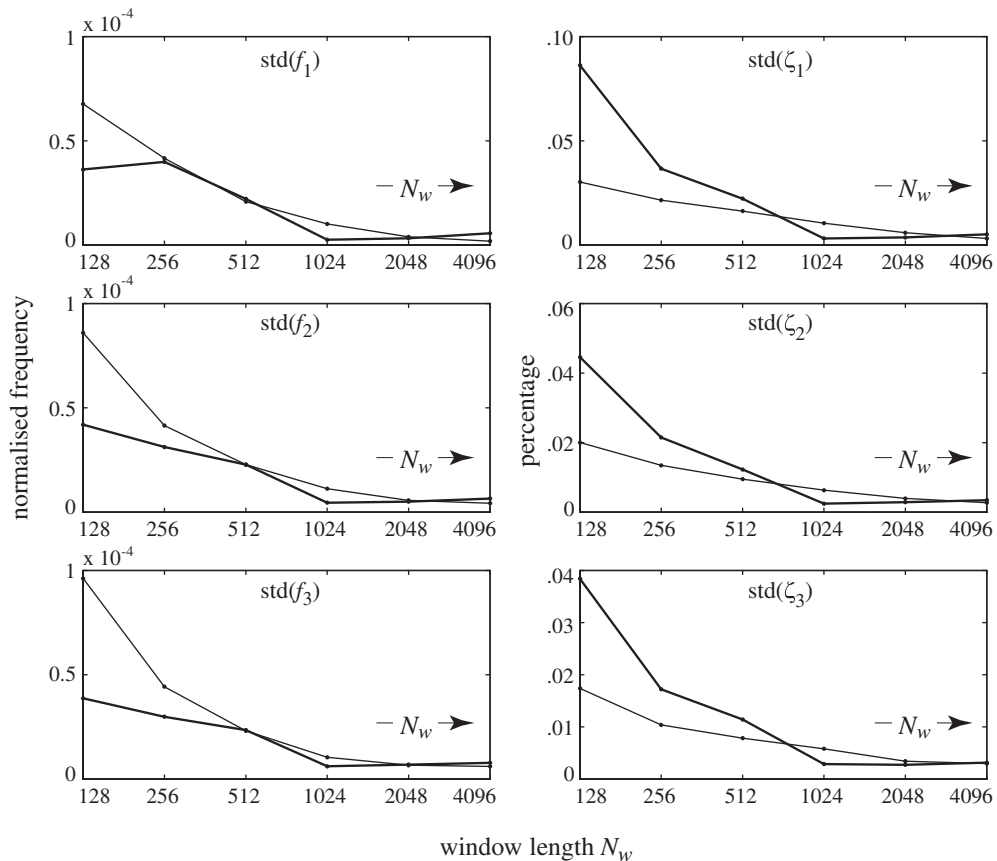 x 10⁻⁴
1
0.5
0
std(f₁)
– N_w
128 256 512 1024 2048 4096
.10
0.05
0
std(ζ₁)
– N_w
128 256 512 1024 2048 4096
x 10⁻⁴
1
0.5
0
std(f₂)
– N_w
128 256 512 1024 2048 4096
.06
.04
.02
0
std(ζ₂)
– N_w
128 256 512 1024 2048 4096
x 10⁻⁴
1
0.5
0
std(f₃)
– N_w
128 256 512 1024 2048 4096
.04
.03
.02
.01
0
std(ζ₃)
– N_w
128 256 512 1024 2048 4096
normalised frequency
percentage
window length N_w